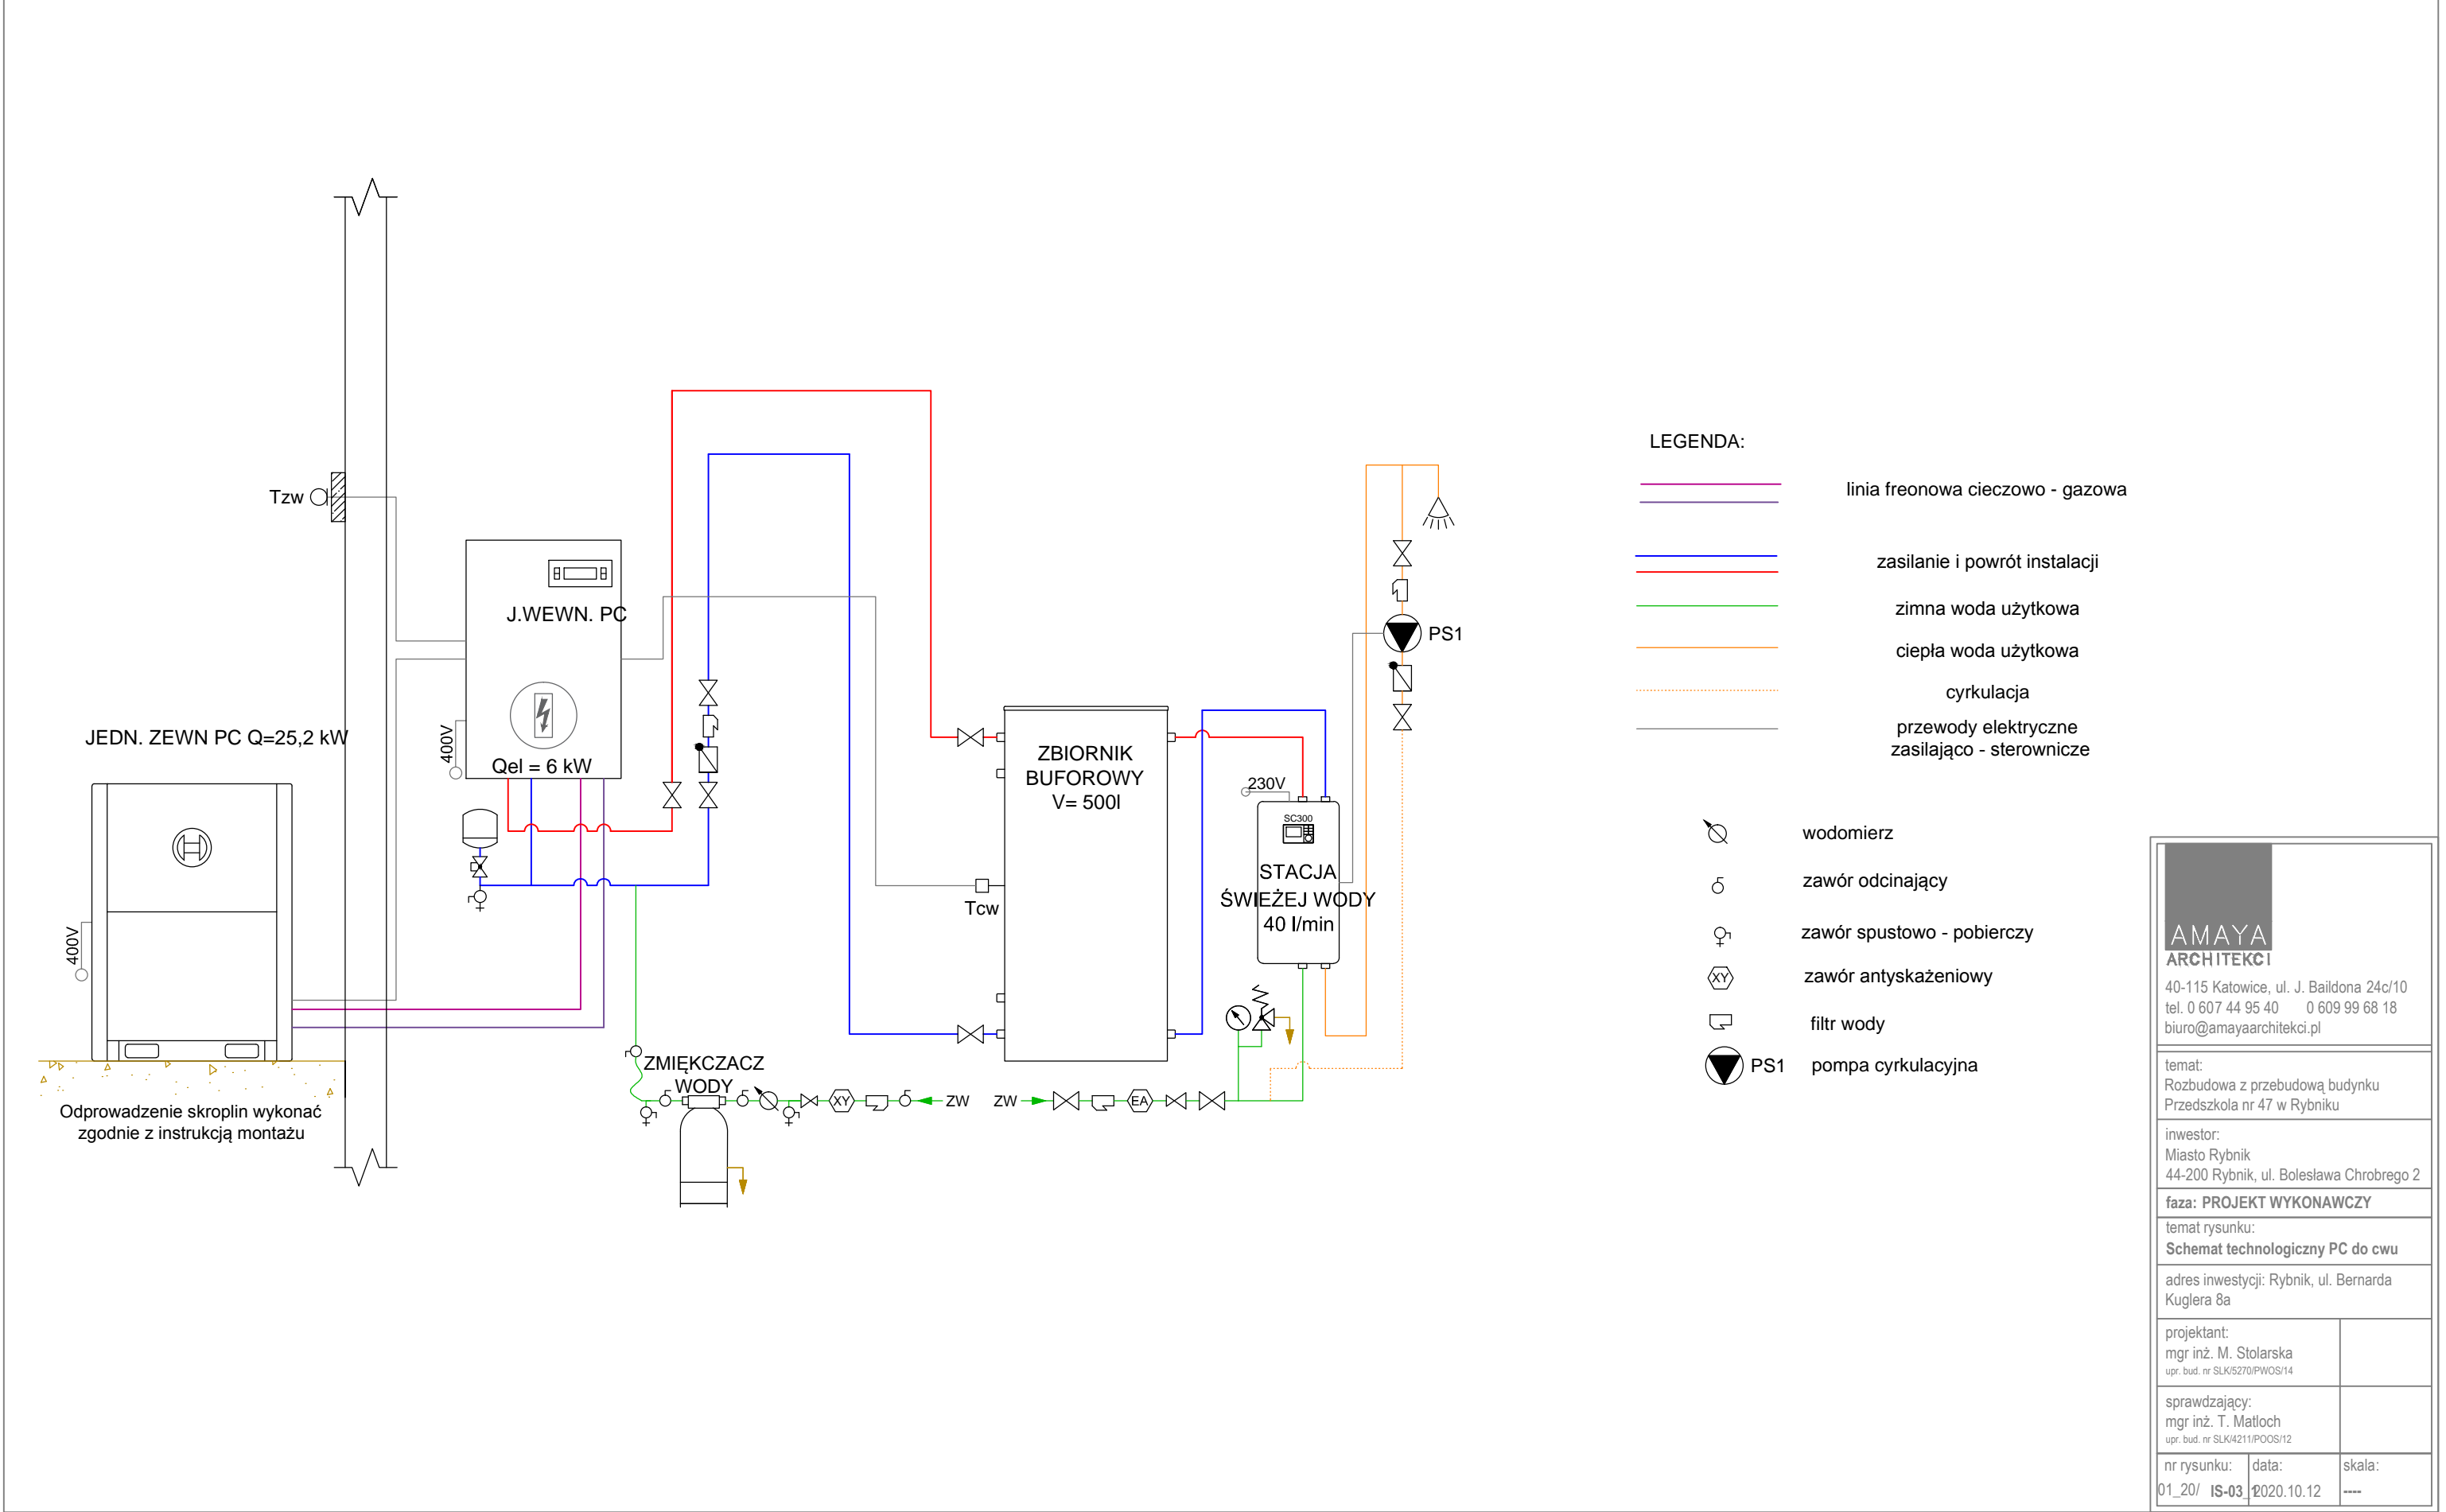 Tzw
J.WEWN. PC
400V
Qel = 6 kW
JEDN. ZEWN PC Q=25,2 kW
400V
Odprowadzenie skroplin wykonać
zgodnie z instrukcją montażu
ZMIĘKCZACZ
WODY
XY
ZW
ZW
EA
ZBIORNIK
BUFOROWY
V= 500l
Tcw
230V
SC300
STACJA
ŚWIEŻEJ WODY
40 l/min
PS1
LEGENDA:
linia freonowa cieczowo - gazowa
zasilanie i powrót instalacji
zimna woda użytkowa
ciepła woda użytkowa
cyrkulacja
przewody elektryczne
zasilająco - sterownicze
wodomierz
zawór odcinający
zawór spustowo - pobierczy
XY zawór antyskażeniowy
filtr wody
PS1 pompa cyrkulacyjna
AMAYA
ARCHITEKCI
40-115 Katowice, ul. J. Baildona 24c/10
tel. 0 607 44 95 40 0 609 99 68 18
biuro@amayaarchitekci.pl
temat:
Rozbudowa z przebudową budynku
Przedszkola nr 47 w Rybniku
inwestor:
Miasto Rybnik
44-200 Rybnik, ul. Bolesława Chrobrego 2
faza: PROJEKT WYKONAWCZY
temat rysunku:
Schemat technologiczny PC do cwu
adres inwestycji: Rybnik, ul. Bernarda
Kuglera 8a
projektant:
mgr inż. M. Stolarska
upr. bud. nr SLK/5270/PWOS/14
sprawdzający:
mgr inż. T. Matloch
upr. bud. nr SLK/4211/POOS/12
nr rysunku: data: skala:
01_20/ IS-03_1 2020.10.12 ----